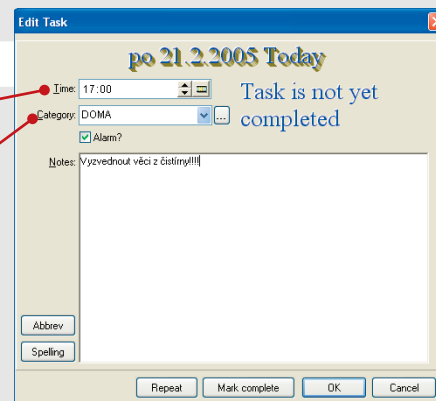 Edit Task
po 21.2.2005 Today
Time: 17:00
Task is not yet
completed
Category: DOMA
...
Alarm?
Notes: Vyzvednout věci z čistírny!!!!
Abbrev
Spelling
Repeat Mark complete OK Cancel